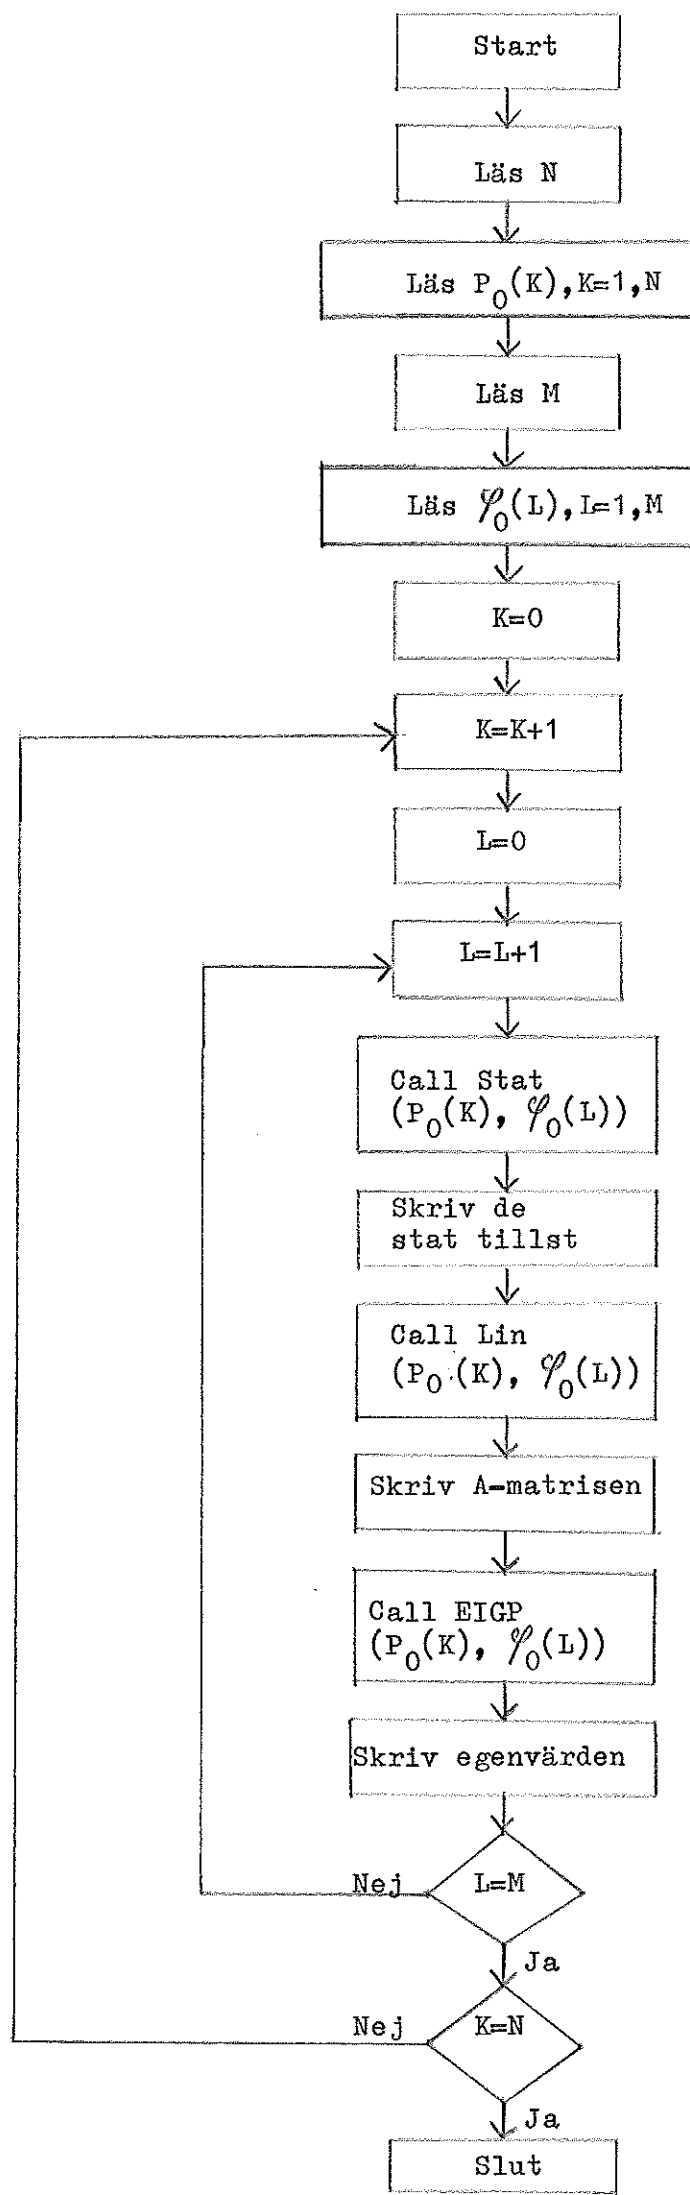 Start
Läs N
Läs P₀(K),K=1,N
Läs M
Läs 𝜑₀(L),L=1,M
K=0
K=K+1
L=0
L=L+1
Call Stat
(P₀(K), 𝜑₀(L))
Skriv de
stat tillst
Call Lin
(P₀(K), 𝜑₀(L))
Skriv A-matrisen
Call EIGP
(P₀(K), 𝜑₀(L))
Skriv egenvärden
Nej
L=M
Ja
Nej
K=N
Ja
Slut